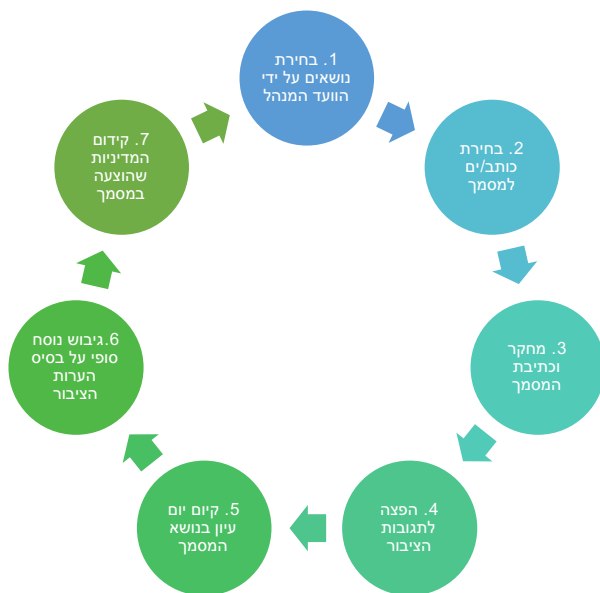 1. בחירת
נושאים על ידי
הוועד המנהל
2. בחירת
כותב/ים
למסמך
3. מחקר
וכתיבת
המסמך
4. הפצה
לתגובות
הציבור
5. קיום יום
עיון בנושא
המסמך
6.גיבוש נוסח
סופי על בסיס
הערות
הציבור
7. קידום
המדיניות
שהוצעה
במסמך